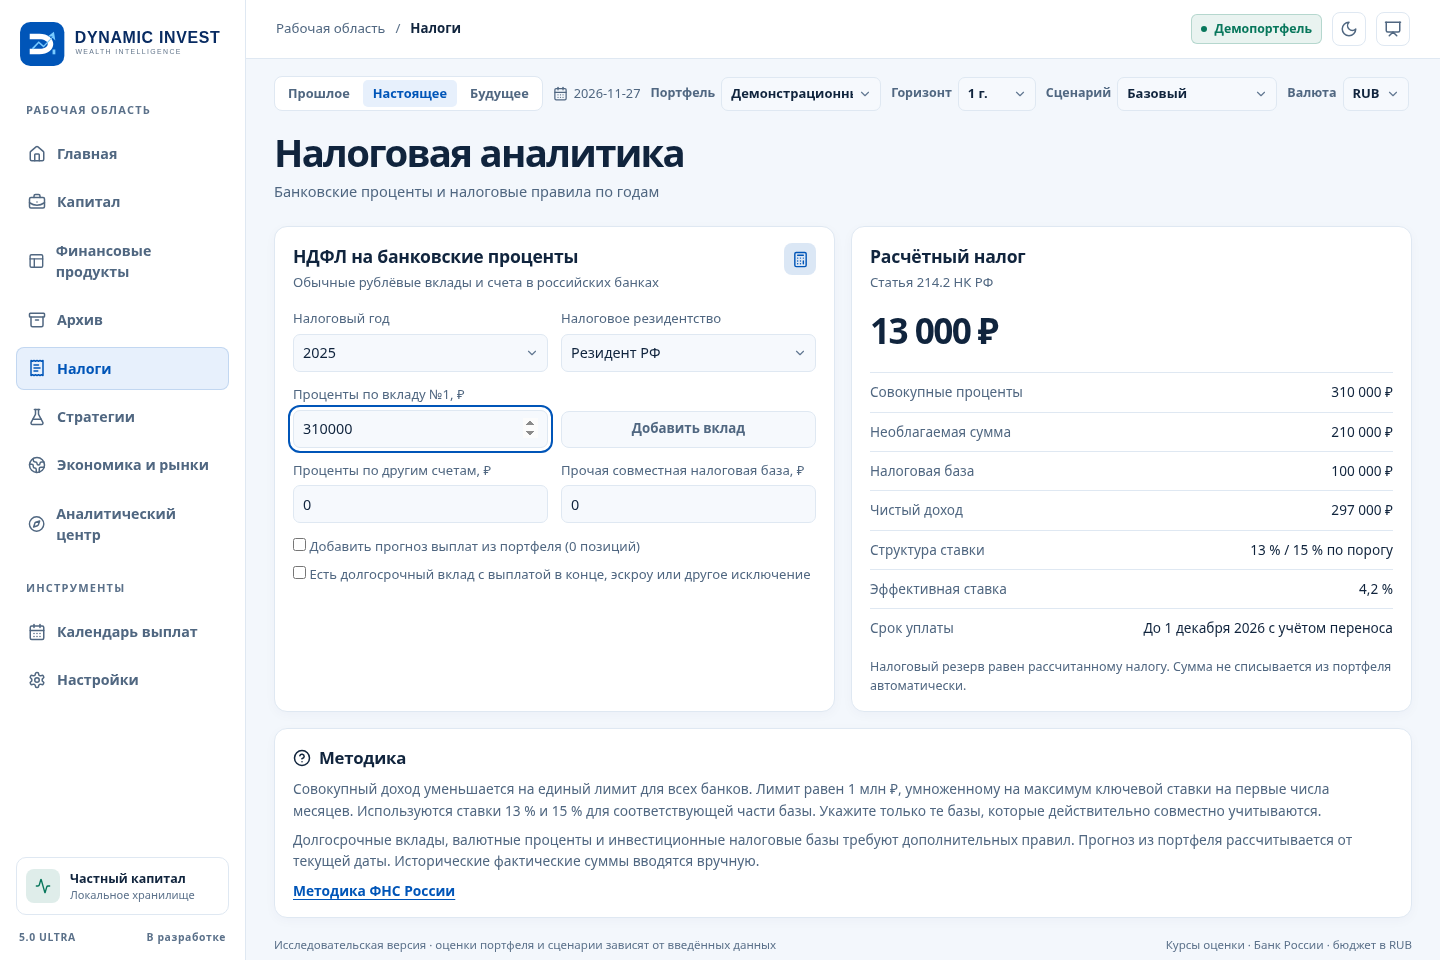 DYNAMIC INVEST
WEALTH INTELLIGENCE
РАБОЧАЯ ОБЛАСТЬ
Главная
Капитал
Финансовые
продукты
Архив
Налоги
Стратегии
Экономика и рынки
Аналитический
центр
ИНСТРУМЕНТЫ
Календарь выплат
Настройки
Частный капитал
Локальное хранилище
5.0 ULTRA
В разработке
Рабочая область / Налоги
Демопортфель
Прошлое Настоящее Будущее 2026-11-27 Портфель Демонстрационн Горизонт 1 г. Сценарий Базовый Валюта RUB
Налоговая аналитика
Банковские проценты и налоговые правила по годам
НДФЛ на банковские проценты
Обычные рублёвые вклады и счета в российских банках
Налоговый год Налоговое резидентство
2025 Резидент РФ
Проценты по вкладу №1, ₽
310000 Добавить вклад
Проценты по другим счетам, ₽ Прочая совместная налоговая база, ₽
0 0
Добавить прогноз выплат из портфеля (0 позиций)
Есть долгосрочный вклад с выплатой в конце, эскроу или другое исключение
Расчётный налог
Статья 214.2 НК РФ
13 000 ₽
Совокупные проценты 310 000 ₽
Необлагаемая сумма 210 000 ₽
Налоговая база 100 000 ₽
Чистый доход 297 000 ₽
Структура ставки 13 % / 15 % по порогу
Эффективная ставка 4,2 %
Срок уплаты До 1 декабря 2026 с учётом переноса
Налоговый резерв равен рассчитанному налогу. Сумма не списывается из портфеля
автоматически.
Методика
Совокупный доход уменьшается на единый лимит для всех банков. Лимит равен 1 млн ₽, умноженному на максимум ключевой ставки на первые числа
месяцев. Используются ставки 13 % и 15 % для соответствующей части базы. Укажите только те базы, которые действительно совместно учитываются.
Долгосрочные вклады, валютные проценты и инвестиционные налоговые базы требуют дополнительных правил. Прогноз из портфеля рассчитывается от
текущей даты. Исторические фактические суммы вводятся вручную.
Методика ФНС России
Исследовательская версия · оценки портфеля и сценарии зависят от введённых данных
Курсы оценки · Банк России · бюджет в RUB